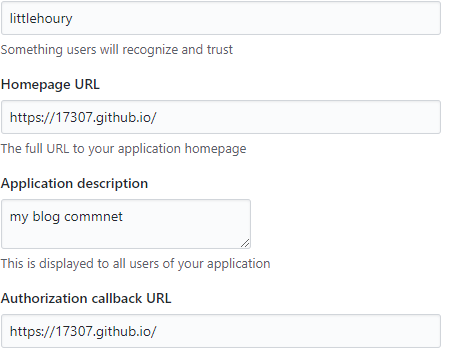 littlehoury
Something users will recognize and trust
Homepage URL
https://17307.github.io/
The full URL to your application homepage
Application description
my blog commnet
This is displayed to all users of your application
Authorization callback URL
https://17307.github.io/